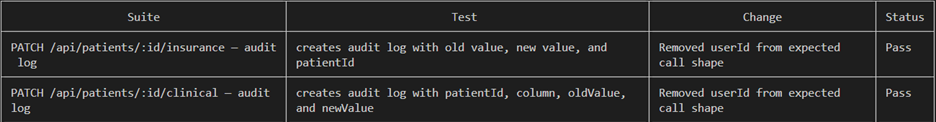 Suite Test Change Status
PATCH /api/patients/:id/insurance — audit log
creates audit log with old value, new value, and patientId
Removed userId from expected call shape
Pass
PATCH /api/patients/:id/clinical — audit log
creates audit log with patientId, column, oldValue, and newValue
Removed userId from expected call shape
Pass